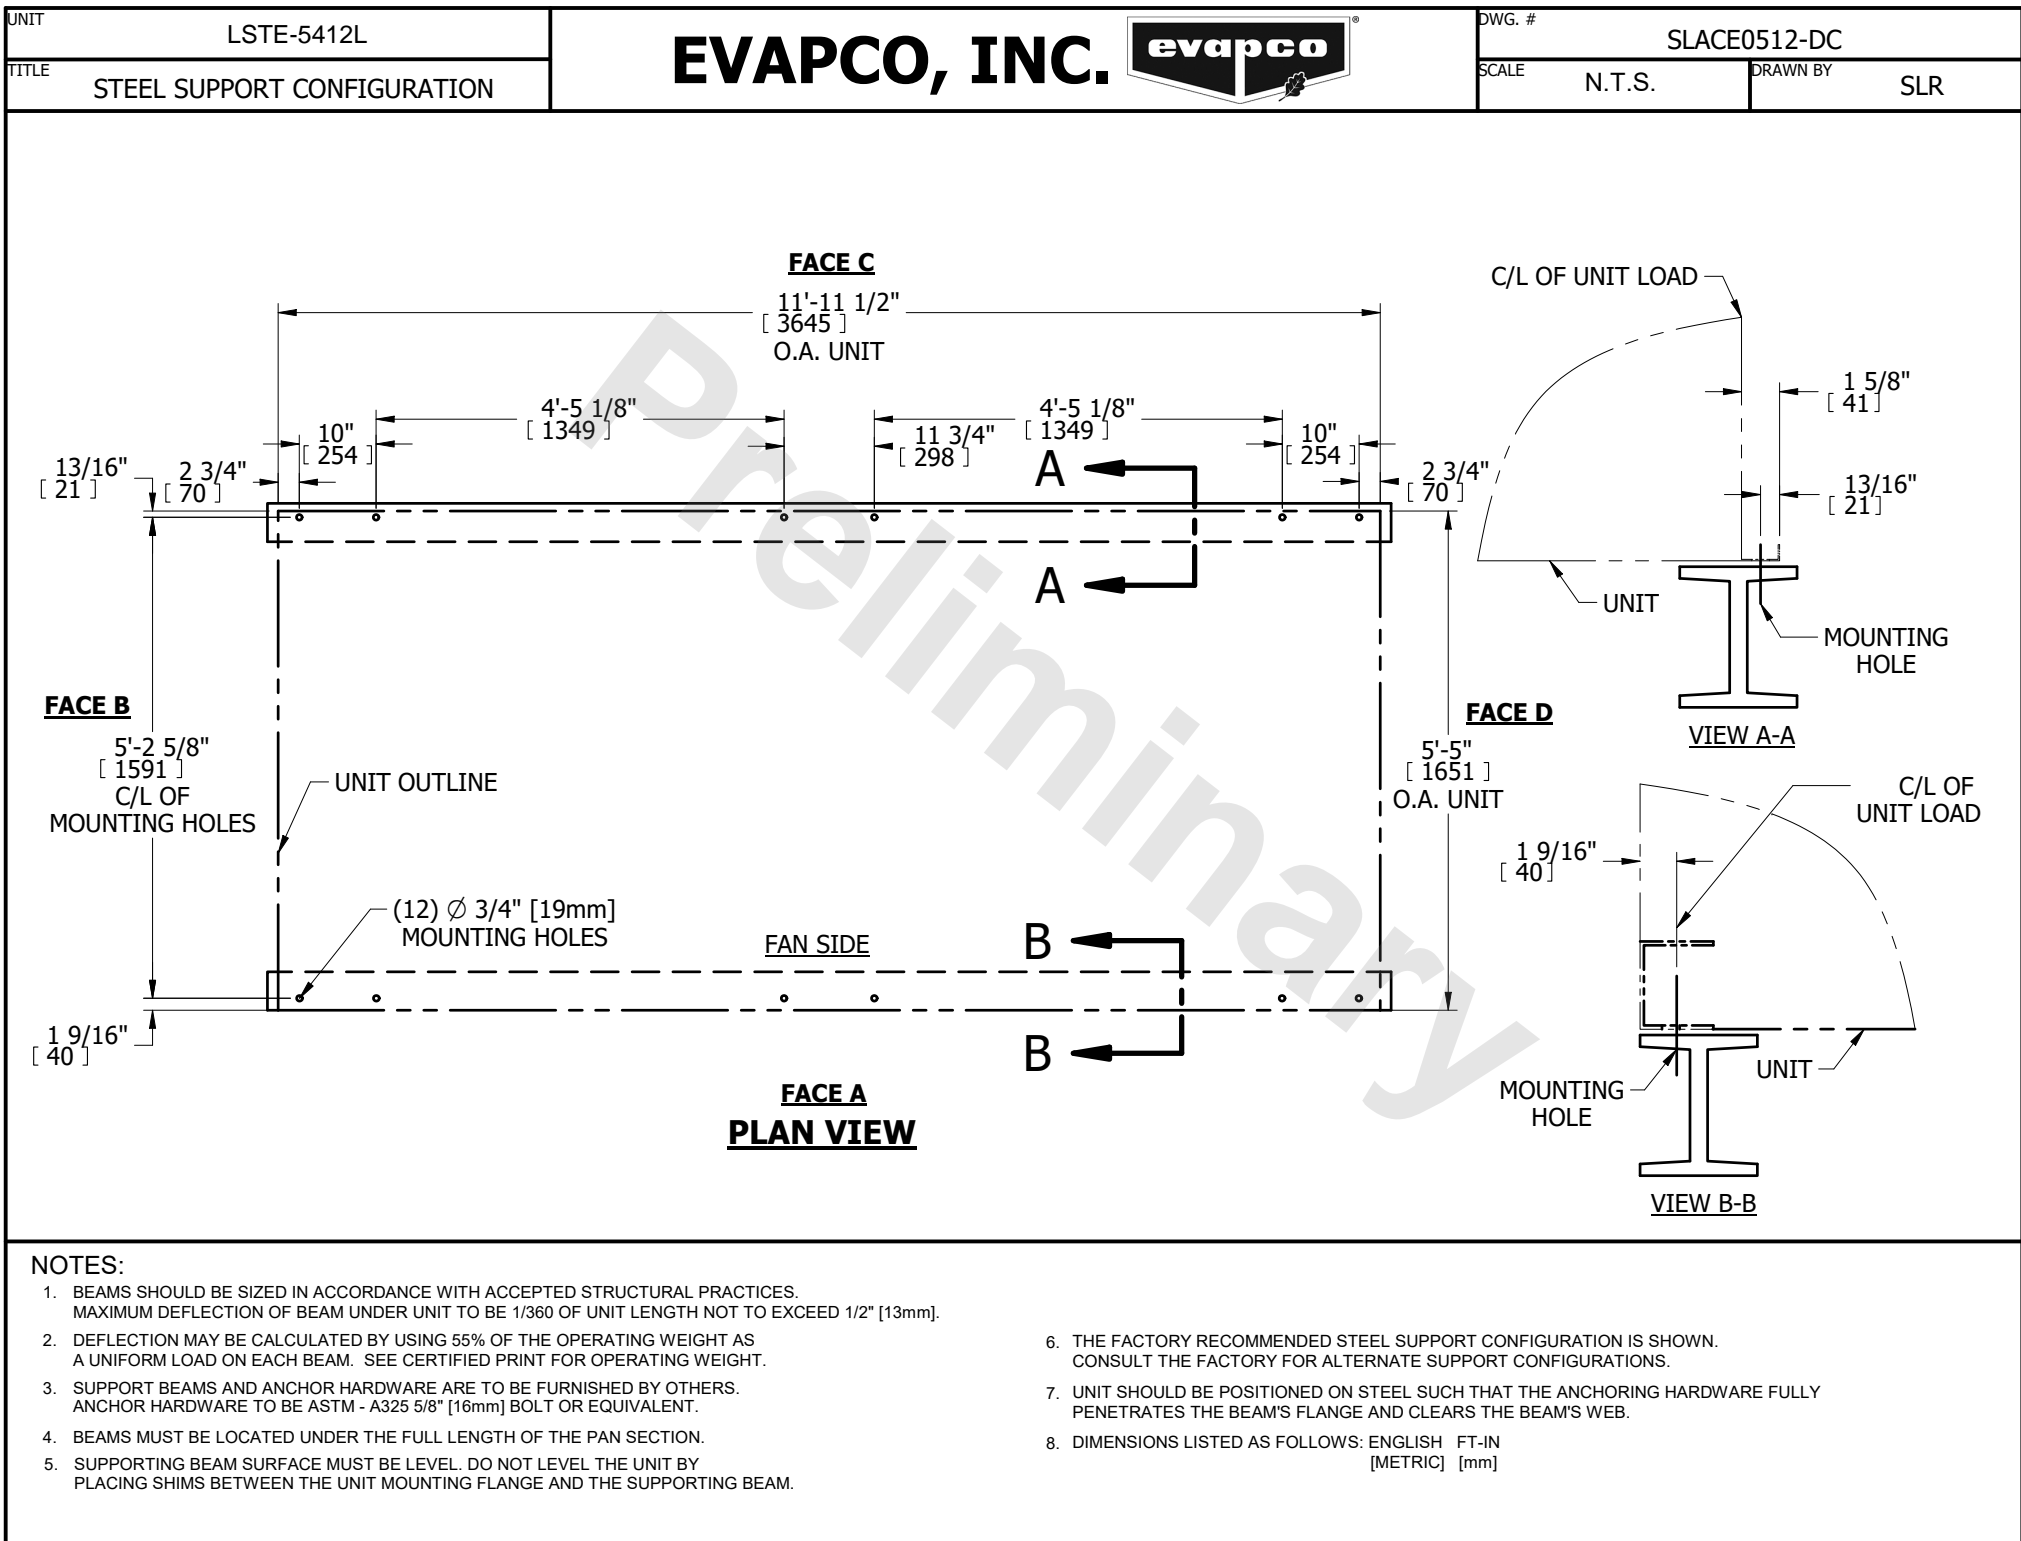 UNIT
LSTE-5412L
TITLE
STEEL SUPPORT CONFIGURATION
EVAPCO, INC.
evapco
®
DWG. #
SLACE0512-DC
SCALE
N.T.S.
DRAWN BY
SLR
FACE C
11'-11 1/2"
[ 3645 ]
O.A. UNIT
4'-5 1/8"
[ 1349 ]
4'-5 1/8"
[ 1349 ]
10"
[ 254 ]
11 3/4"
[ 298 ]
10"
[ 254 ]
13/16"
[ 21 ]
2 3/4"
[ 70 ]
2 3/4"
[ 70 ]
A
A
FACE B
5'-2 5/8"
[ 1591 ]
C/L OF
MOUNTING HOLES
UNIT OUTLINE
FACE D
5'-5"
[ 1651 ]
O.A. UNIT
(12) Ø 3/4" [19mm]
MOUNTING HOLES
FAN SIDE
B
B
1 9/16"
[ 40 ]
FACE A
PLAN VIEW
Preliminary
C/L OF UNIT LOAD
1 5/8"
[ 41 ]
13/16"
[ 21 ]
UNIT
MOUNTING
HOLE
VIEW A-A
C/L OF
UNIT LOAD
1 9/16"
[ 40 ]
UNIT
MOUNTING
HOLE
VIEW B-B
NOTES:
1. BEAMS SHOULD BE SIZED IN ACCORDANCE WITH ACCEPTED STRUCTURAL PRACTICES.
MAXIMUM DEFLECTION OF BEAM UNDER UNIT TO BE 1/360 OF UNIT LENGTH NOT TO EXCEED 1/2" [13mm].
2. DEFLECTION MAY BE CALCULATED BY USING 55% OF THE OPERATING WEIGHT AS
A UNIFORM LOAD ON EACH BEAM. SEE CERTIFIED PRINT FOR OPERATING WEIGHT.
3. SUPPORT BEAMS AND ANCHOR HARDWARE ARE TO BE FURNISHED BY OTHERS.
ANCHOR HARDWARE TO BE ASTM - A325 5/8" [16mm] BOLT OR EQUIVALENT.
4. BEAMS MUST BE LOCATED UNDER THE FULL LENGTH OF THE PAN SECTION.
5. SUPPORTING BEAM SURFACE MUST BE LEVEL. DO NOT LEVEL THE UNIT BY
PLACING SHIMS BETWEEN THE UNIT MOUNTING FLANGE AND THE SUPPORTING BEAM.
6. THE FACTORY RECOMMENDED STEEL SUPPORT CONFIGURATION IS SHOWN.
CONSULT THE FACTORY FOR ALTERNATE SUPPORT CONFIGURATIONS.
7. UNIT SHOULD BE POSITIONED ON STEEL SUCH THAT THE ANCHORING HARDWARE FULLY
PENETRATES THE BEAM'S FLANGE AND CLEARS THE BEAM'S WEB.
8. DIMENSIONS LISTED AS FOLLOWS: ENGLISH FT-IN
[METRIC] [mm]